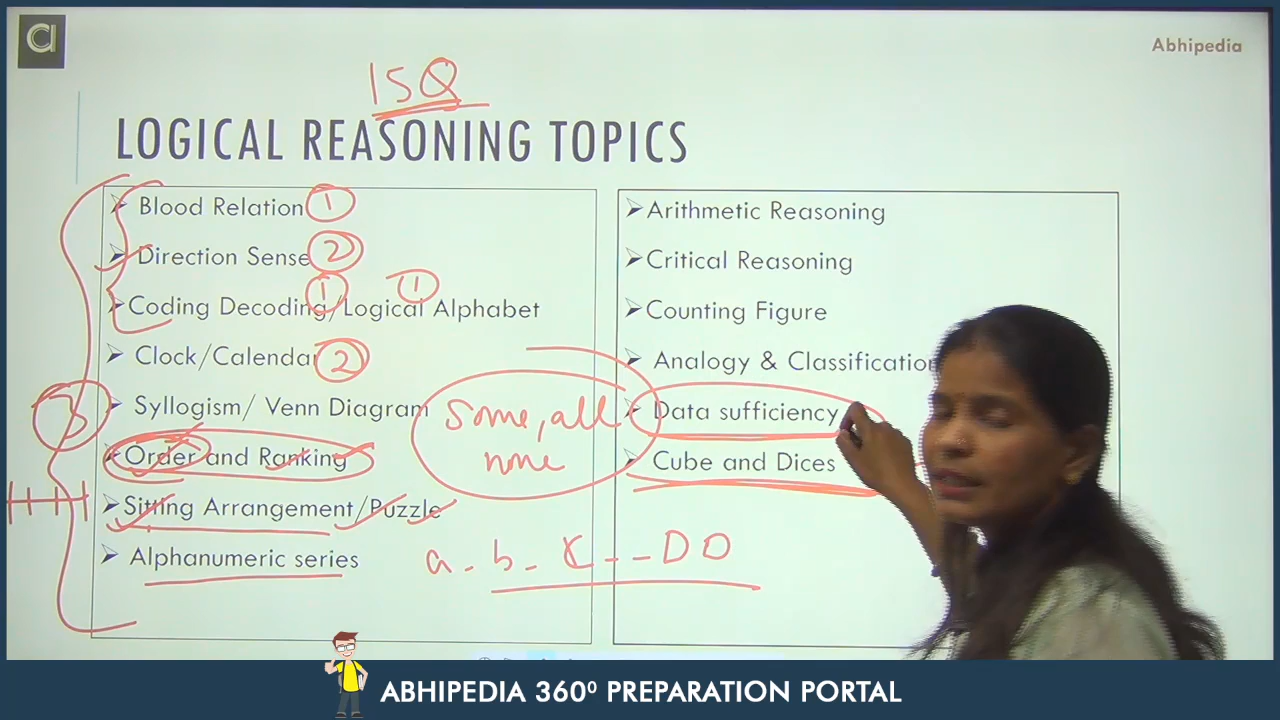 Abhipedia
15Q
LOGICAL REASONING TOPICS
Blood Relation 1
Direction Sense 2
Coding Decoding/Logical Alphabet 1 1
Clock/Calendar 2
Syllogism/ Venn Diagram 3
Order and Ranking
Sitting Arrangement/Puzzle
Alphanumeric series
some, all
none
Arithmetic Reasoning
Critical Reasoning
Counting Figure
Analogy & Classification
Data sufficiency
Cube and Dices
ABHIPEDIA 360⁰ PREPARATION PORTAL